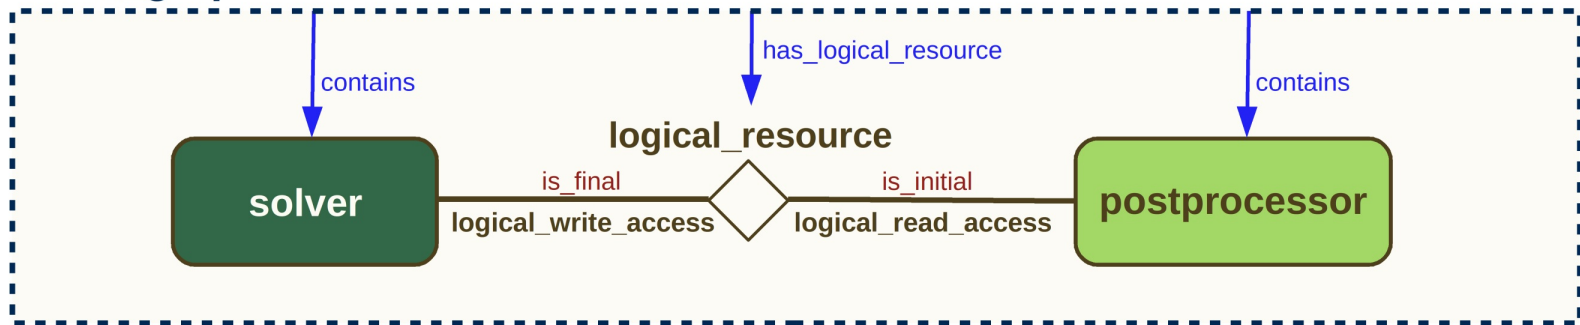 has_logical_resource
contains
contains
logical_resource
is_final
is_initial
solver
postprocessor
logical_write_access
logical_read_access